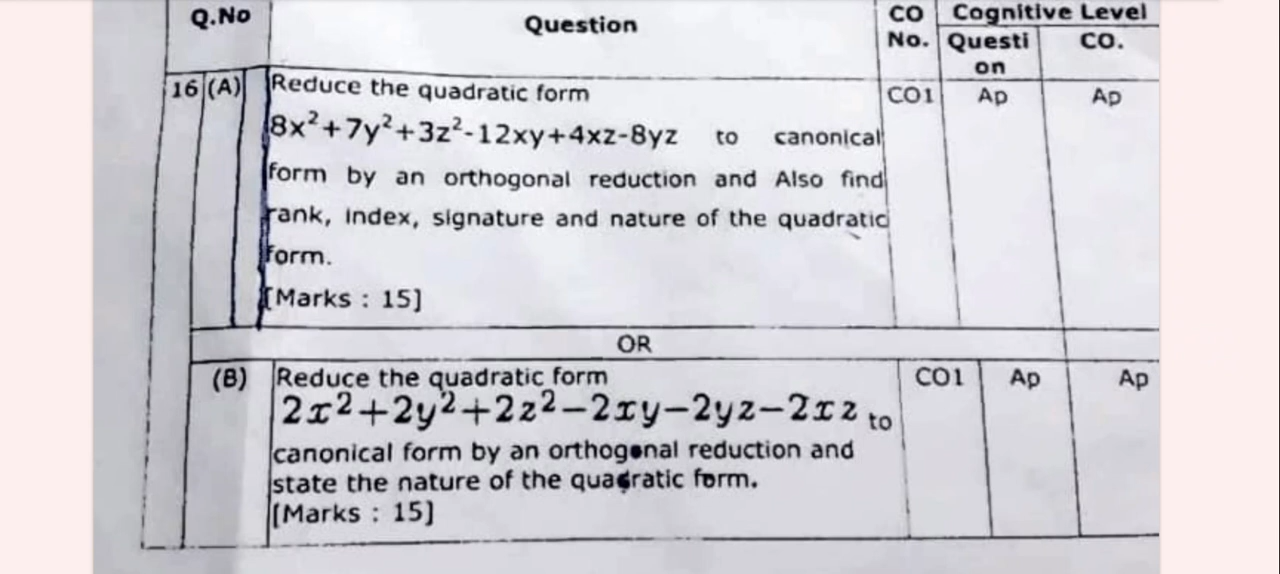 Q.No Question CO No. Cognitive Level
Question CO.
16 (A) Reduce the quadratic form CO1 Ap Ap
8x²+7y²+3z²-12xy+4xz-8yz to canonical
form by an orthogonal reduction and Also find
rank, index, signature and nature of the quadratic
form.
[Marks : 15]
OR
(B) Reduce the quadratic form CO1 Ap Ap
2x²+2y²+2z²−2xy−2yz−2xz to
canonical form by an orthogonal reduction and
state the nature of the quadratic form.
[Marks : 15]